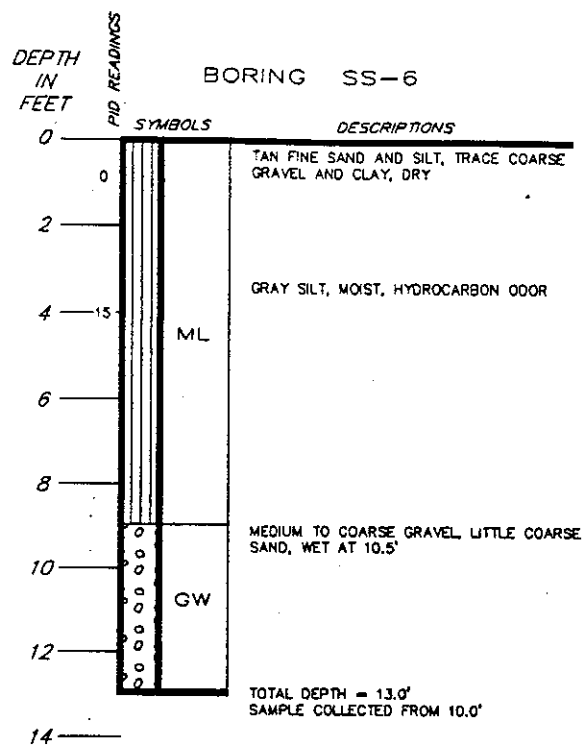 DEPTH
IN
FEET
PID READINGS
BORING SS-6
SYMBOLS
DESCRIPTIONS
0
TAN FINE SAND AND SILT, TRACE COARSE
GRAVEL AND CLAY, DRY
0
2
GRAY SILT, MOIST, HYDROCARBON ODOR
4
15
ML
6
8
MEDIUM TO COARSE GRAVEL, LITTLE COARSE
SAND, WET AT 10.5'
10
GW
12
TOTAL DEPTH = 13.0'
SAMPLE COLLECTED FROM 10.0'
14